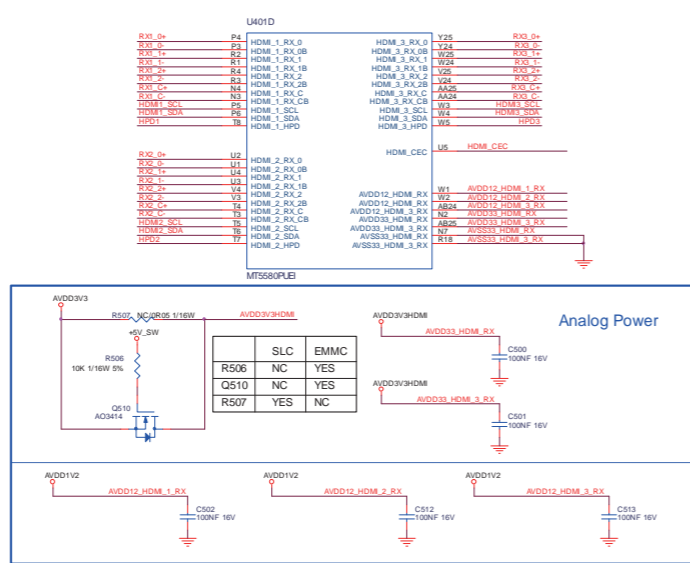 U401D
RX1_0+ P4 HDMI_1_RX_0 HDMI_3_RX_0 Y25 RX3_0+
RX1_0- P3 HDMI_1_RX_0B HDMI_3_RX_0B Y24 RX3_0-
RX1_1+ R2 HDMI_1_RX_1 HDMI_3_RX_1 W25 RX3_1+
RX1_1- R1 HDMI_1_RX_1B HDMI_3_RX_1B W24 RX3_1-
RX1_2+ R4 HDMI_1_RX_2 HDMI_3_RX_2 V25 RX3_2+
RX1_2- R3 HDMI_1_RX_2B HDMI_3_RX_2B V24 RX3_2-
RX1_C+ N4 HDMI_1_RX_C HDMI_3_RX_C AA25 RX3_C+
RX1_C- N3 HDMI_1_RX_CB HDMI_3_RX_CB AA24 RX3_C-
HDMI1_SCL P5 HDMI_1_SCL HDMI_3_SCL W3 HDMI3_SCL
HDMI1_SDA P6 HDMI_1_SDA HDMI_3_SDA W4 HDMI3_SDA
HPD1 T8 HDMI_1_HPD HDMI_3_HPD W5 HPD3
HDMI_CEC U5 HDMI_CEC
RX2_0+ U2 HDMI_2_RX_0
RX2_0- U1 HDMI_2_RX_0B
RX2_1+ U4 HDMI_2_RX_1
RX2_1- U3 HDMI_2_RX_1B
RX2_2+ V4 HDMI_2_RX_2 AVDD12_HDMI_RX W1 AVDD12_HDMI_1_RX
RX2_2- V3 HDMI_2_RX_2B AVDD12_HDMI_RX W2 AVDD12_HDMI_2_RX
RX2_C+ T4 HDMI_2_RX_C AVDD12_HDMI_3_RX AB24 AVDD12_HDMI_3_RX
RX2_C- T3 HDMI_2_RX_CB AVDD33_HDMI_RX N2 AVDD33_HDMI_RX
HDMI2_SCL T5 HDMI_2_SCL AVDD33_HDMI_3_RX AB25 AVDD33_HDMI_3_RX
HDMI2_SDA T6 HDMI_2_SDA AVSS33_HDMI_RX N7 AVSS33_HDMI_RX
HPD2 T7 HDMI_2_HPD AVSS33_HDMI_3_RX R18 AVSS33_HDMI_3_RX
MT5580PUEI
AVDD3V3
R507 NC/0R05 1/16W
AVDD3V3HDMI
+5V_SW
R506
10K 1/16W 5%
Q510
AO3414
SLC EMMC
R506 NC YES
Q510 NC YES
R507 YES NC
AVDD3V3HDMI
AVDD33_HDMI_RX
C500
100NF 16V
AVDD3V3HDMI
AVDD33_HDMI_3_RX
C501
100NF 16V
Analog Power
AVDD1V2
AVDD12_HDMI_1_RX
C502
100NF 16V
AVDD1V2
AVDD12_HDMI_2_RX
C512
100NF 16V
AVDD1V2
AVDD12_HDMI_3_RX
C513
100NF 16V